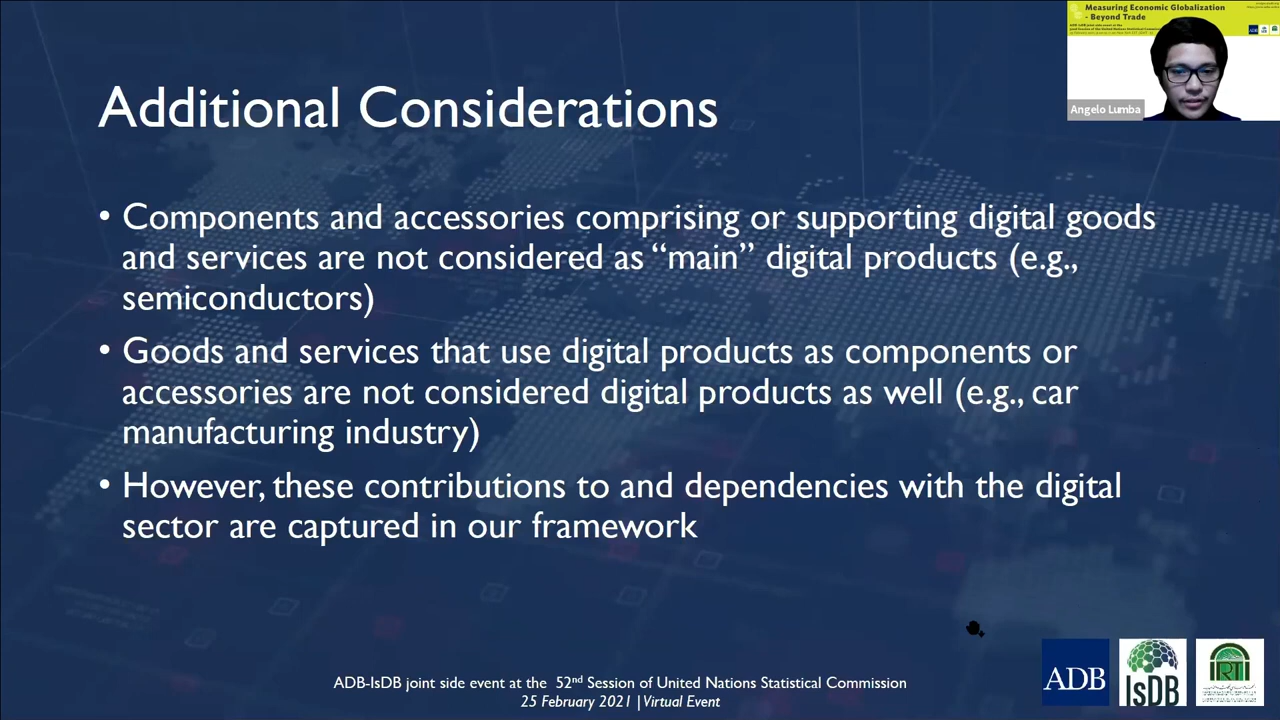 Measuring Economic Globalization
- Beyond Trade
Angelo Lumba
Additional Considerations
• Components and accessories comprising or supporting digital goods
and services are not considered as “main” digital products (e.g.,
semiconductors)
• Goods and services that use digital products as components or
accessories are not considered digital products as well (e.g., car
manufacturing industry)
• However, these contributions to and dependencies with the digital
sector are captured in our framework
ADB-IsDB joint side event at the 52nd Session of United Nations Statistical Commission
25 February 2021 | Virtual Event
ADB
IsDB
IRTI